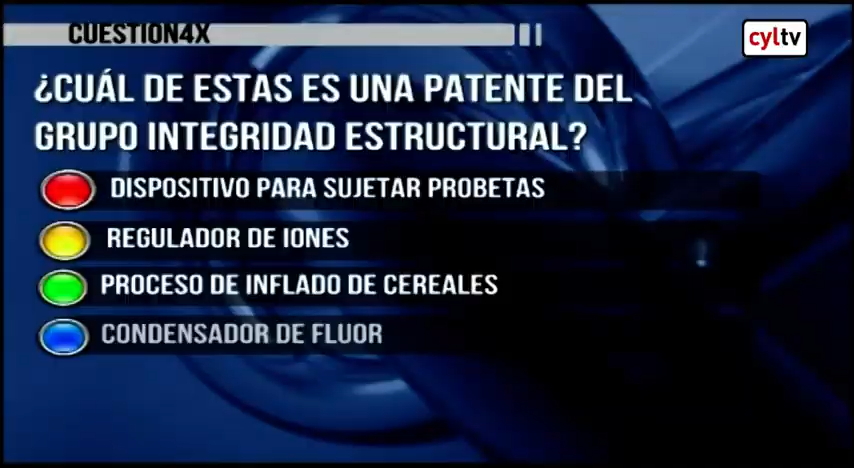 CUESTION4X
cyltv
¿CUÁL DE ESTAS ES UNA PATENTE DEL
GRUPO INTEGRIDAD ESTRUCTURAL?
DISPOSITIVO PARA SUJETAR PROBETAS
REGULADOR DE IONES
PROCESO DE INFLADO DE CEREALES
CONDENSADOR DE FLUOR